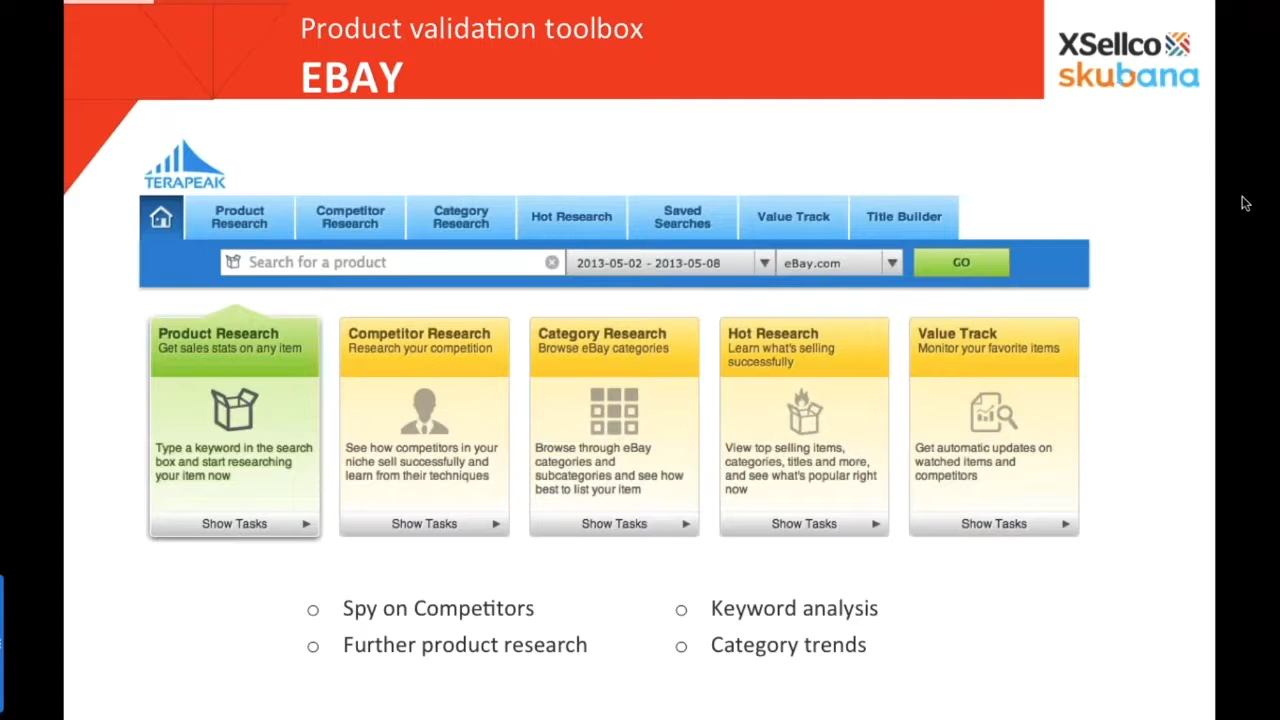 Product validation toolbox
EBAY
XSellco
skubana
TERAPEAK
Product
Research
Competitor
Research
Category
Research
Hot Research
Saved
Searches
Value Track
Title Builder
Search for a product
2013-05-02 - 2013-05-08
eBay.com
GO
Product Research
Get sales stats on any item
Type a keyword in the search
box and start researching
your item now
Show Tasks
Competitor Research
Research your competition
See how competitors in your
niche sell successfully and
learn from their techniques
Show Tasks
Category Research
Browse eBay categories
Browse through eBay
categories and
subcategories and see how
best to list your item
Show Tasks
Hot Research
Learn what's selling
successfully
View top selling items,
categories, titles and more,
and see what's popular right
now
Show Tasks
Value Track
Monitor your favorite items
Get automatic updates on
watched items and
competitors
Show Tasks
Spy on Competitors
Further product research
Keyword analysis
Category trends